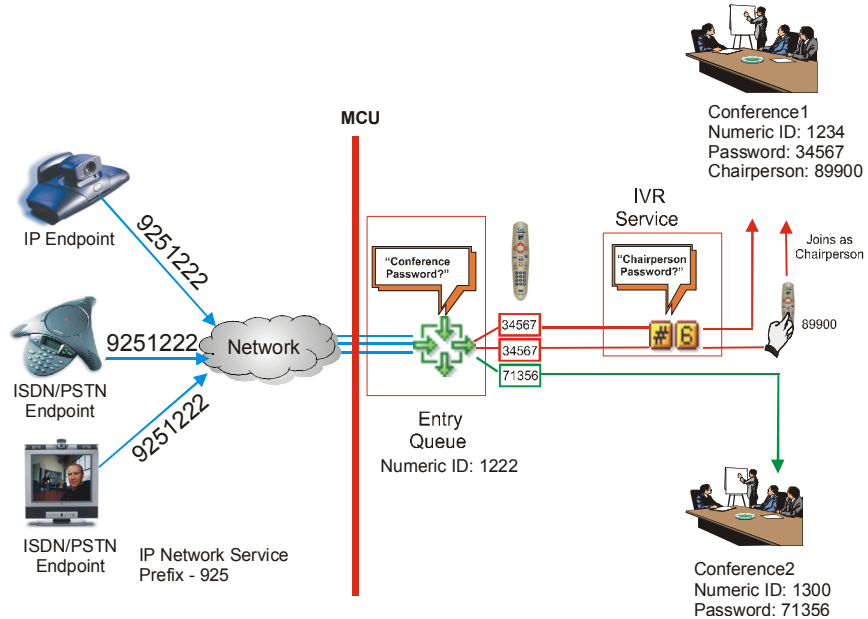 Conference1
Numeric ID: 1234
Password: 34567
Chairperson: 89900
MCU
IP Endpoint
9251222
IVR
Service
"Conference
Password?"
"Chairperson
Password?"
Joins as
Chairperson
9251222
Network
34567
34567
71356
# 6
89900
ISDN/PSTN
Endpoint
9251222
Entry
Queue
Numeric ID: 1222
ISDN/PSTN
Endpoint
IP Network Service
Prefix - 925
Conference2
Numeric ID: 1300
Password: 71356